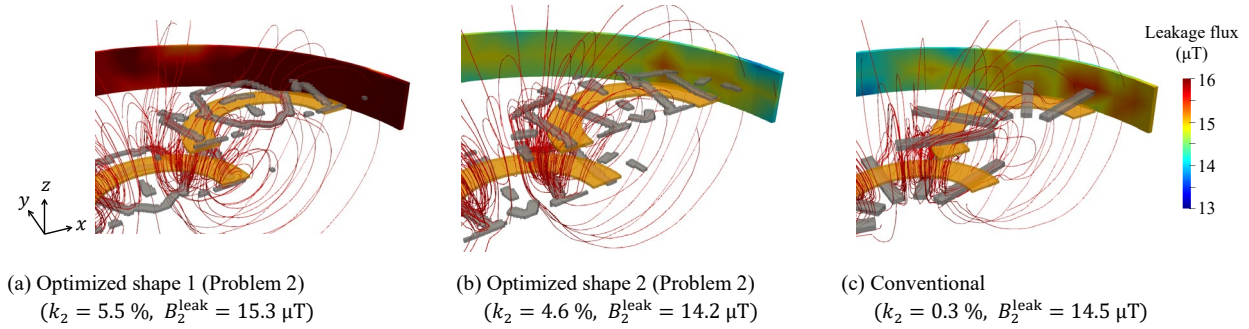 Leakage flux
(μT)
16
15
14
13
z
y
x
(a) Optimized shape 1 (Problem 2)
(k₂ = 5.5 %, B₂ˡᵉᵃᵏ = 15.3 μT)
(b) Optimized shape 2 (Problem 2)
(k₂ = 4.6 %, B₂ˡᵉᵃᵏ = 14.2 μT)
(c) Conventional
(k₂ = 0.3 %, B₂ˡᵉᵃᵏ = 14.5 μT)